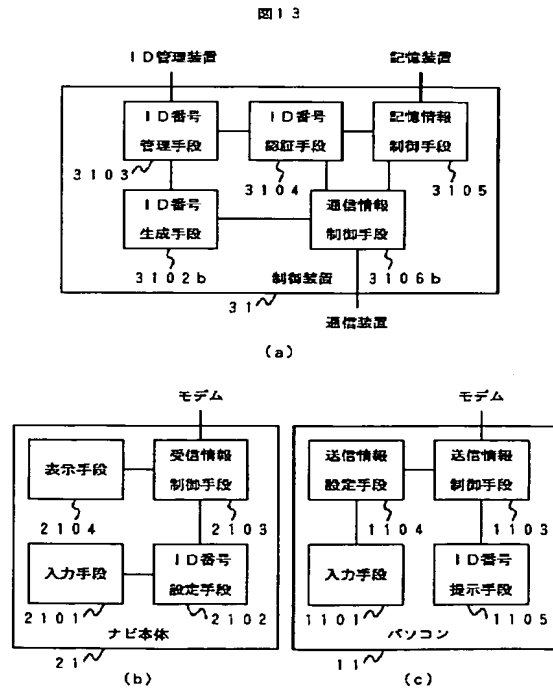 図13
ID管理装置 記憶装置
ID番号 ID番号 記憶情報
管理手段 認証手段 制御手段
3103 3104 3105
ID番号 通信情報
生成手段 制御手段
3102b 制御装置 3106b
31
通信装置
(a)
モデム モデム
表示手段 受信情報 送信情報 送信情報
制御手段 設定手段 制御手段
2104 2103 1104 1103
入力手段 ID番号 入力手段 ID番号
設定手段 提示手段
2101 2102 1101 1105
ナビ本体 パソコン
21 (b) 11 (c)